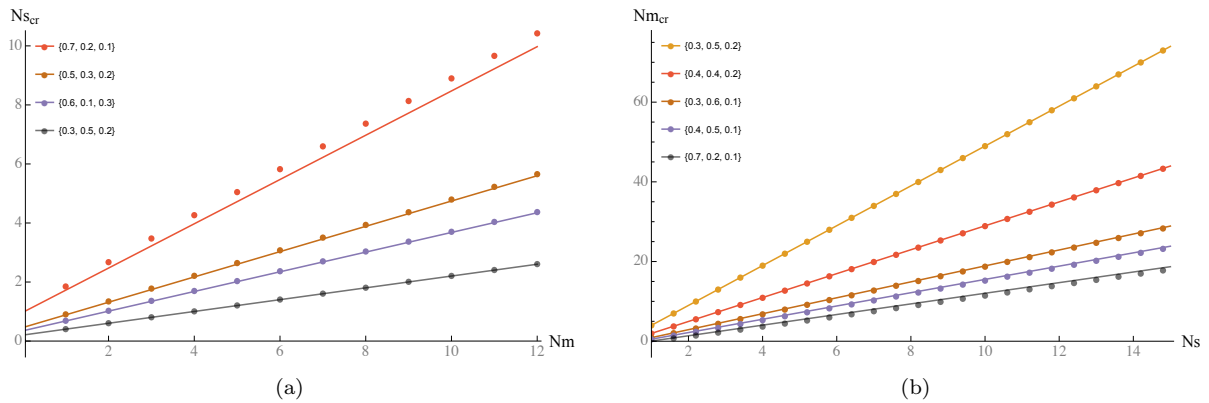 Ns_cr
10
8
6
4
2
0
2
4
6
8
10
12
Nm
{0.7, 0.2, 0.1}
{0.5, 0.3, 0.2}
{0.6, 0.1, 0.3}
{0.3, 0.5, 0.2}
(a)
Nm_cr
60
40
20
0
2
4
6
8
10
12
14
Ns
{0.3, 0.5, 0.2}
{0.4, 0.4, 0.2}
{0.3, 0.6, 0.1}
{0.4, 0.5, 0.1}
{0.7, 0.2, 0.1}
(b)